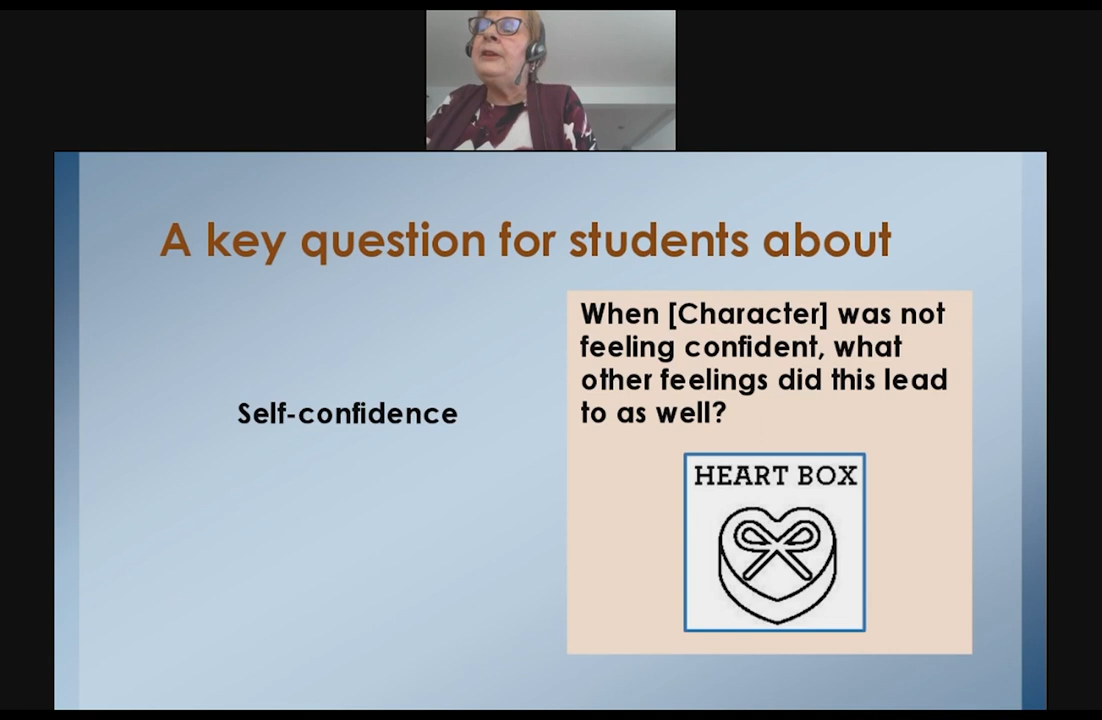 A key question for students about
Self-confidence
When [Character] was not
feeling confident, what
other feelings did this lead
to as well?
HEART BOX